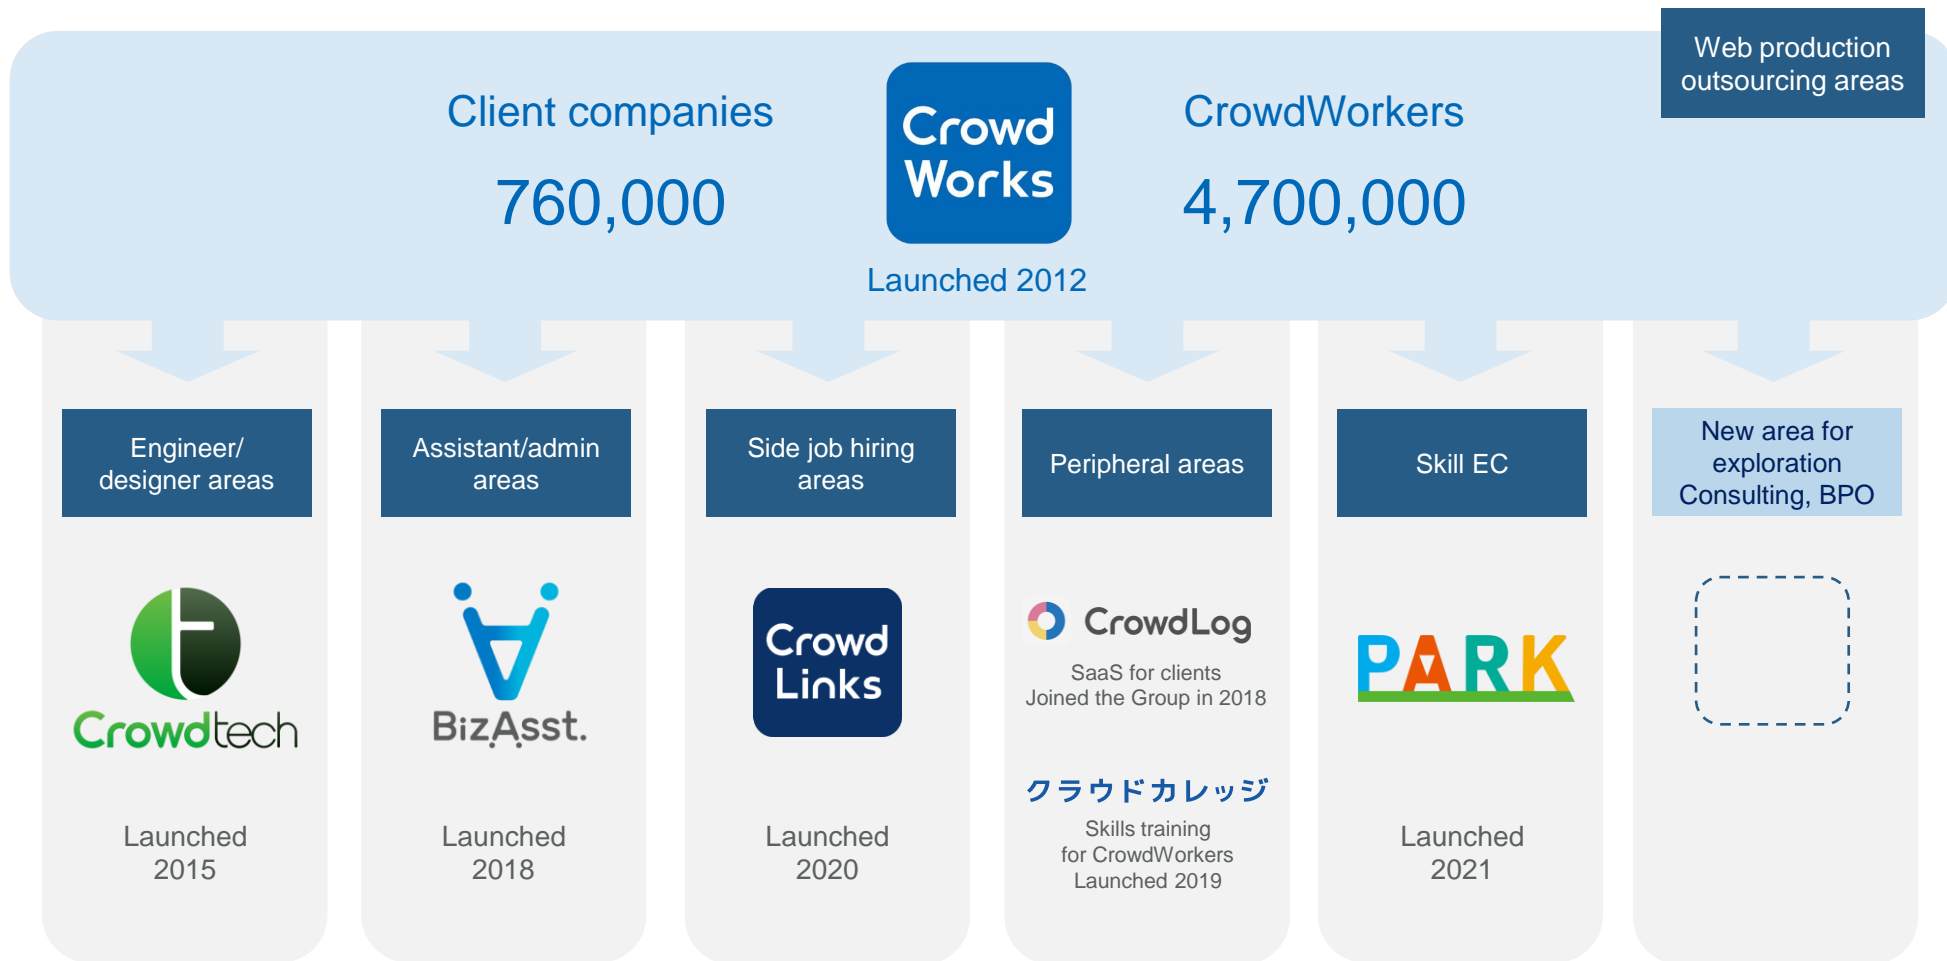 Web production
outsourcing areas
Client companies
760,000
Crowd
Works
Launched 2012
CrowdWorkers
4,700,000
Engineer/
designer areas
Crowdtech
Launched
2015
Assistant/admin
areas
BizAsst.
Launched
2018
Side job hiring
areas
Crowd
Links
Launched
2020
Peripheral areas
CrowdLog
SaaS for clients
Joined the Group in 2018
クラウドカレッジ
Skills training
for CrowdWorkers
Launched 2019
Skill EC
PARK
Launched
2021
New area for
exploration
Consulting, BPO